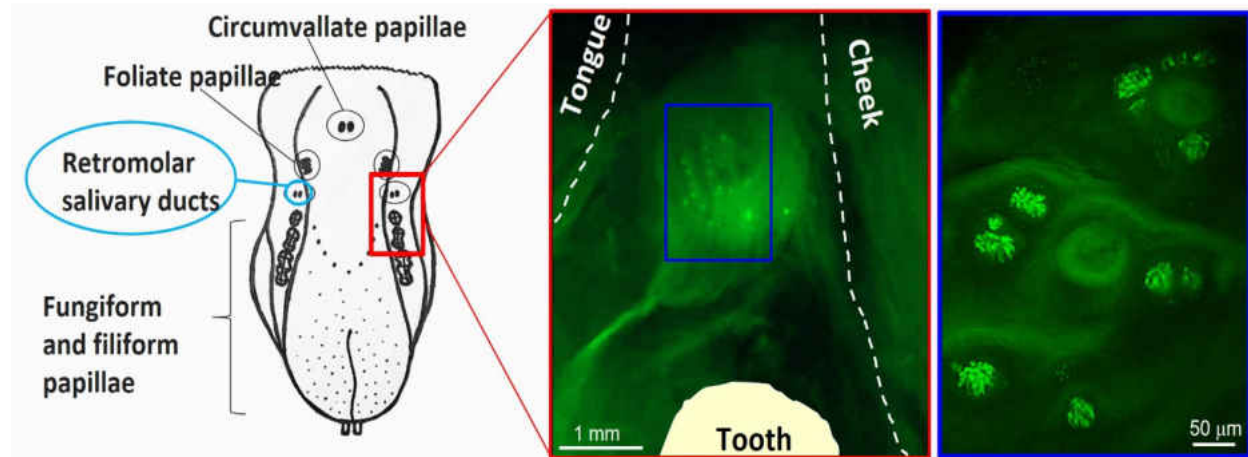 Circumvallate papillae
Foliate papillae
Retromolar
salivary ducts
Fungiform
and filiform
papillae
Tongue
Cheek
1 mm
Tooth
50 μm